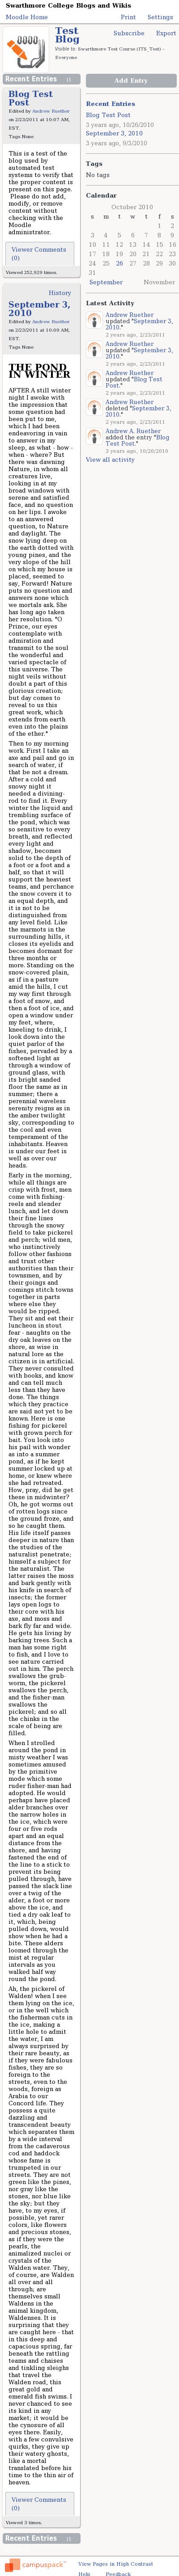 Swarthmore College Blogs and Wikis
Moodle Home
Print
Settings
Test
Blog
Subscribe
Export
Visible to: Swarthmore Test Course (ITS_Test) -
Everyone
Recent Entries
Blog Test
Post
Edited by Andrew Ruether
on 2/23/2011 at 10:07 AM,
EST.
Tags None
This is a test of the
blog used by
automated test
systems to verify that
the proper content is
present on this page.
Please do not add,
modify, or remove
content without
checking with the
Moodle
administrator.
Viewer Comments
(0)
Viewed 252,929 times.
History
September 3,
2010
Edited by Andrew Ruether
on 2/23/2011 at 10:09 AM,
EST.
Tags None
THE POND
IN WINTER
AFTER A still winter
night I awoke with
the impression that
some question had
been put to me,
which I had been
endeavoring in vain
to answer in my
sleep, as what - how
- when - where? But
there was dawning
Nature, in whom all
creatures live,
looking in at my
broad windows with
serene and satisfied
face, and no question
on her lips. I awoke
to an answered
question, to Nature
and daylight. The
snow lying deep on
the earth dotted with
young pines, and the
very slope of the hill
on which my house is
placed, seemed to
say, Forward! Nature
puts no question and
answers none which
we mortals ask. She
has long ago taken
her resolution. "O
Prince, our eyes
contemplate with
admiration and
transmit to the soul
the wonderful and
varied spectacle of
this universe. The
night veils without
doubt a part of this
glorious creation;
but day comes to
reveal to us this
great work, which
extends from earth
even into the plains
of the ether."
Then to my morning
work. First I take an
axe and pail and go in
search of water, if
that be not a dream.
After a cold and
snowy night it
needed a divining-
rod to find it. Every
winter the liquid and
trembling surface of
the pond, which was
so sensitive to every
breath, and reflected
every light and
shadow, becomes
solid to the depth of
a foot or a foot and a
half, so that it will
support the heaviest
teams, and perchance
the snow covers it to
an equal depth, and
it is not to be
distinguished from
any level field. Like
the marmots in the
surrounding hills, it
closes its eyelids and
becomes dormant for
three months or
more. Standing on the
snow-covered plain,
as if in a pasture
amid the hills, I cut
my way first through
a foot of snow, and
then a foot of ice, and
open a window under
my feet, where,
kneeling to drink, I
look down into the
quiet parlor of the
fishes, pervaded by a
softened light as
through a window of
ground glass, with
its bright sanded
floor the same as in
summer; there a
perennial waveless
serenity reigns as in
the amber twilight
sky, corresponding to
the cool and even
temperament of the
inhabitants. Heaven
is under our feet is
well as over our
heads.
Early in the morning,
while all things are
crisp with frost, men
come with fishing-
reels and slender
lunch, and let down
their fine lines
through the snowy
field to take pickerel
and perch; wild men,
who instinctively
follow other fashions
and trust other
authorities than their
townsmen, and by
their goings and
comings stitch towns
together in parts
where else they
would be ripped.
They sit and eat their
luncheon in stout
fear - naughts on the
dry oak leaves on the
shore, as wise in
natural lore as the
citizen is in artificial.
They never consulted
with books, and know
and can tell much
less than they have
done. The things
which they practice
are said not yet to be
known. Here is one
fishing for pickerel
with grown perch for
bait. You look into
his pail with wonder
as into a summer
pond, as if he kept
summer locked up at
home, or knew where
she had retreated.
How, pray, did he get
these in midwinter?
Oh, he got worms out
of rotten logs since
the ground froze, and
so he caught them.
His life itself passes
deeper in nature than
the studies of the
naturalist penetrate;
himself a subject for
the naturalist. The
latter raises the moss
and bark gently with
his knife in search of
insects; the former
lays open logs to
their core with his
axe, and moss and
bark fly far and wide.
He gets his living by
barking trees. Such a
man has some right
to fish, and I love to
see nature carried
out in him. The perch
swallows the grub-
worm, the pickerel
swallows the perch,
and the fisher-man
swallows the
pickerel; and so all
the chinks in the
scale of being are
filled.
When I strolled
around the pond in
misty weather I was
sometimes amused
by the primitive
mode which some
ruder fisher-man had
adopted. He would
perhaps have placed
alder branches over
the narrow holes in
the ice, which were
four or five rods
apart and an equal
distance from the
shore, and having
fastened the end of
the line to a stick to
prevent its being
pulled through, have
passed the slack line
over a twig of the
alder, a foot or more
above the ice, and
tied a dry oak leaf to
it, which, being
pulled down, would
show when he had a
bite. These alders
loomed through the
mist at regular
intervals as you
walked half way
round the pond.
Ah, the pickerel of
Walden! when I see
them lying on the ice,
or in the well which
the fisherman cuts in
the ice, making a
little hole to admit
the water, I am
always surprised by
their rare beauty, as
if they were fabulous
fishes, they are so
foreign to the
streets, even to the
woods, foreign as
Arabia to our
Concord life. They
possess a quite
dazzling and
transcendent beauty
which separates them
by a wide interval
from the cadaverous
cod and haddock
whose fame is
trumpeted in our
streets. They are not
green like the pines,
nor gray like the
stones, nor blue like
the sky; but they
have, to my eyes, if
possible, yet rarer
colors, like flowers
and precious stones,
as if they were the
pearls, the
animalized nuclei or
crystals of the
Walden water. They,
of course, are Walden
all over and all
through; are
themselves small
Waldens in the
animal kingdom,
Waldenses. It is
surprising that they
are caught here - that
in this deep and
capacious spring, far
beneath the rattling
teams and chaises
and tinkling sleighs
that travel the
Walden road, this
great gold and
emerald fish swims. I
never chanced to see
its kind in any
market; it would be
the cynosure of all
eyes there. Easily,
with a few convulsive
quirks, they give up
their watery ghosts,
like a mortal
translated before his
time to the thin air of
heaven.
Viewer Comments
(0)
Viewed 3 times.
Recent Entries
Add Entry
Recent Entries
Blog Test Post
3 years ago, 10/26/2010
September 3, 2010
3 years ago, 9/3/2010
Tags
No tags
Calendar
October 2010
s m t w t f s
1 2
3 4 5 6 7 8 9
10 11 12 13 14 15 16
17 18 19 20 21 22 23
24 25 26 27 28 29 30
31
September November
Latest Activity
Andrew Ruether
updated "September 3,
2010."
2 years ago, 2/23/2011
Andrew Ruether
updated "September 3,
2010."
2 years ago, 2/23/2011
Andrew Ruether
updated "Blog Test
Post."
2 years ago, 2/23/2011
Andrew Ruether
deleted "September 3,
2010."
2 years ago, 2/23/2011
Andrew A. Ruether
added the entry "Blog
Test Post."
3 years ago, 10/26/2010
View all activity
campuspack™
View Pages in High Contrast
Help
Feedback